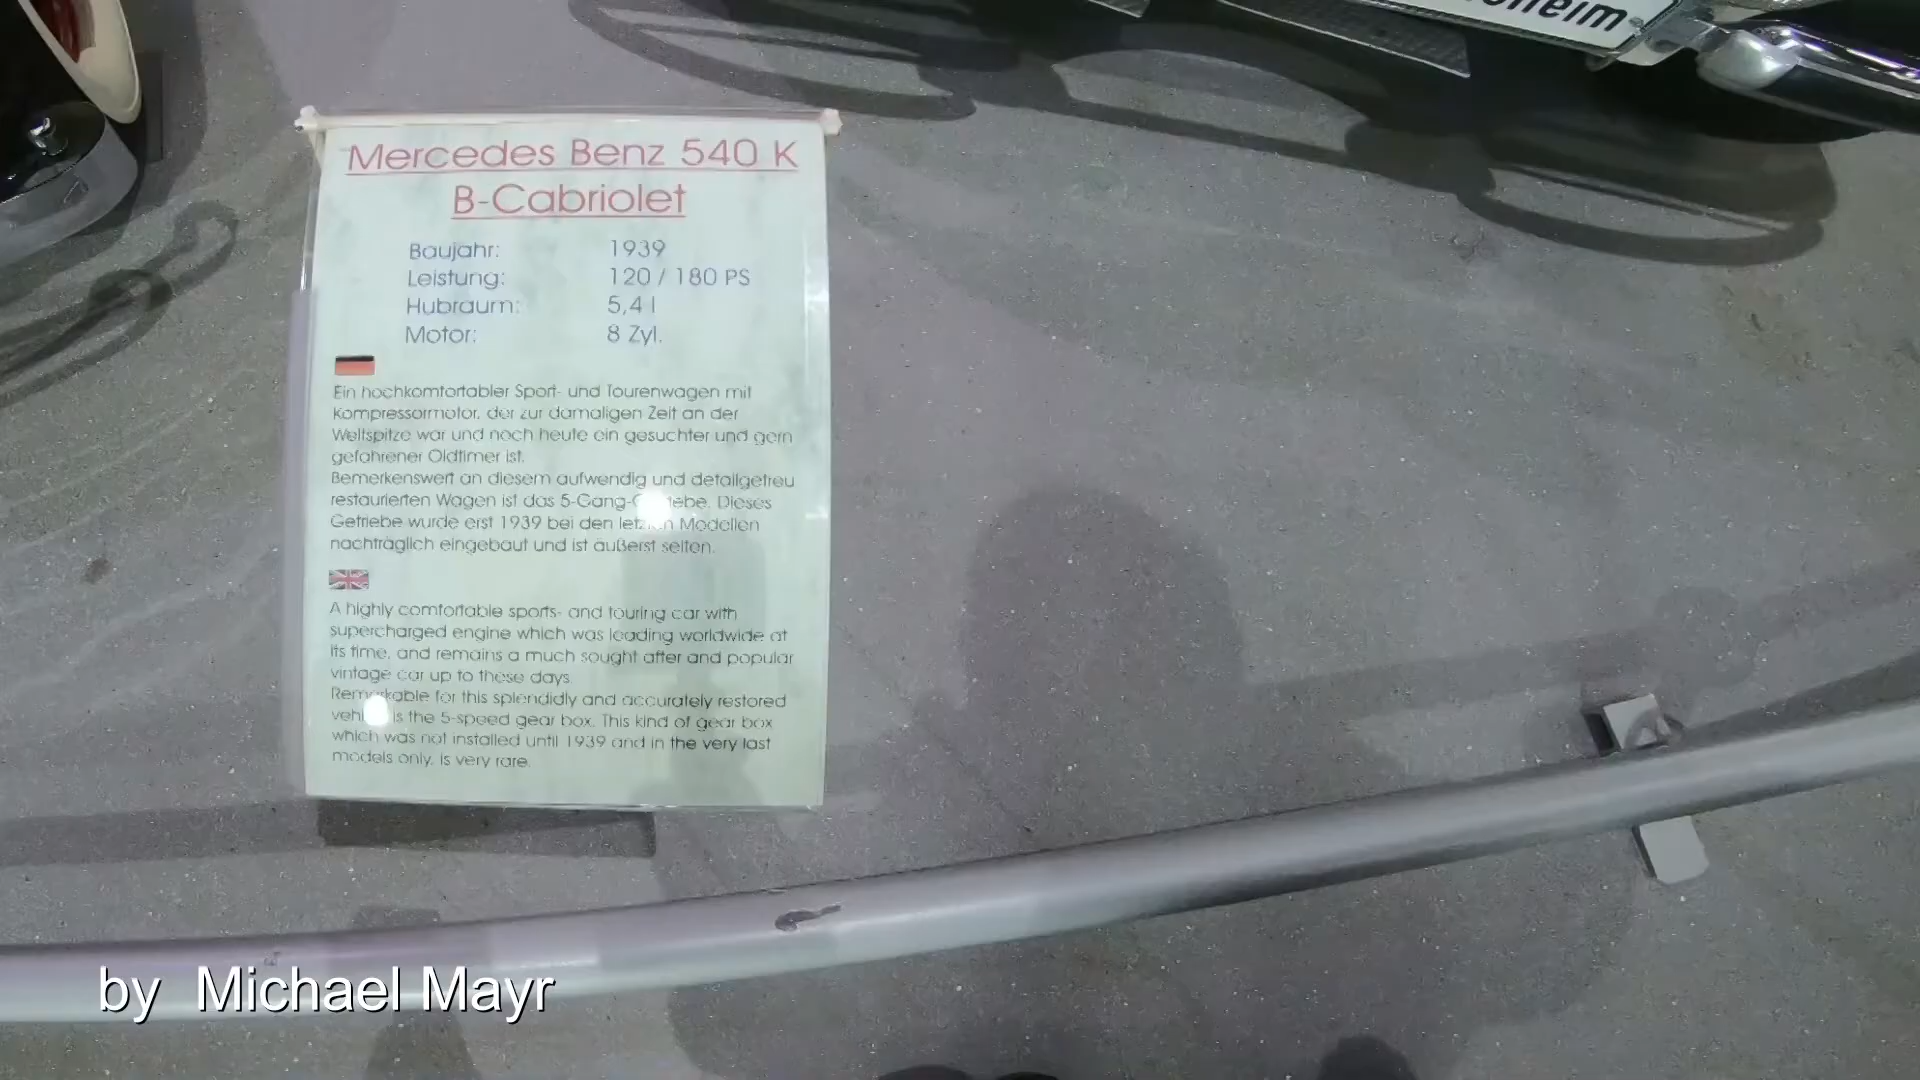 heim
Mercedes Benz 540 K
B-Cabriolet
Baujahr: 1939
Leistung: 120 / 180 PS
Hubraum: 5,4 l
Motor: 8 Zyl.
Ein hochkomfortabler Sport- und Tourenwagen mit
Kompressormotor, der zur damaligen Zeit an der
Weltspitze war und noch heute ein gesuchter und gern
gefahrener Oldtimer ist.
Bemerkenswert an diesem aufwendig und detailgetreu
restaurierten Wagen ist das 5-Gang-Getriebe. Dieses
Getriebe wurde erst 1939 bei den letzten Modellen
nachträglich eingebaut und ist äußerst selten.
A highly comfortable sports- and touring car with
supercharged engine which was leading worldwide at
its time, and remains a much sought after and popular
vintage car up to these days.
Remarkable for this splendidly and accurately restored
vehicle is the 5-speed gear box. This kind of gear box
which was not installed until 1939 and in the very last
models only, is very rare.
by Michael Mayr